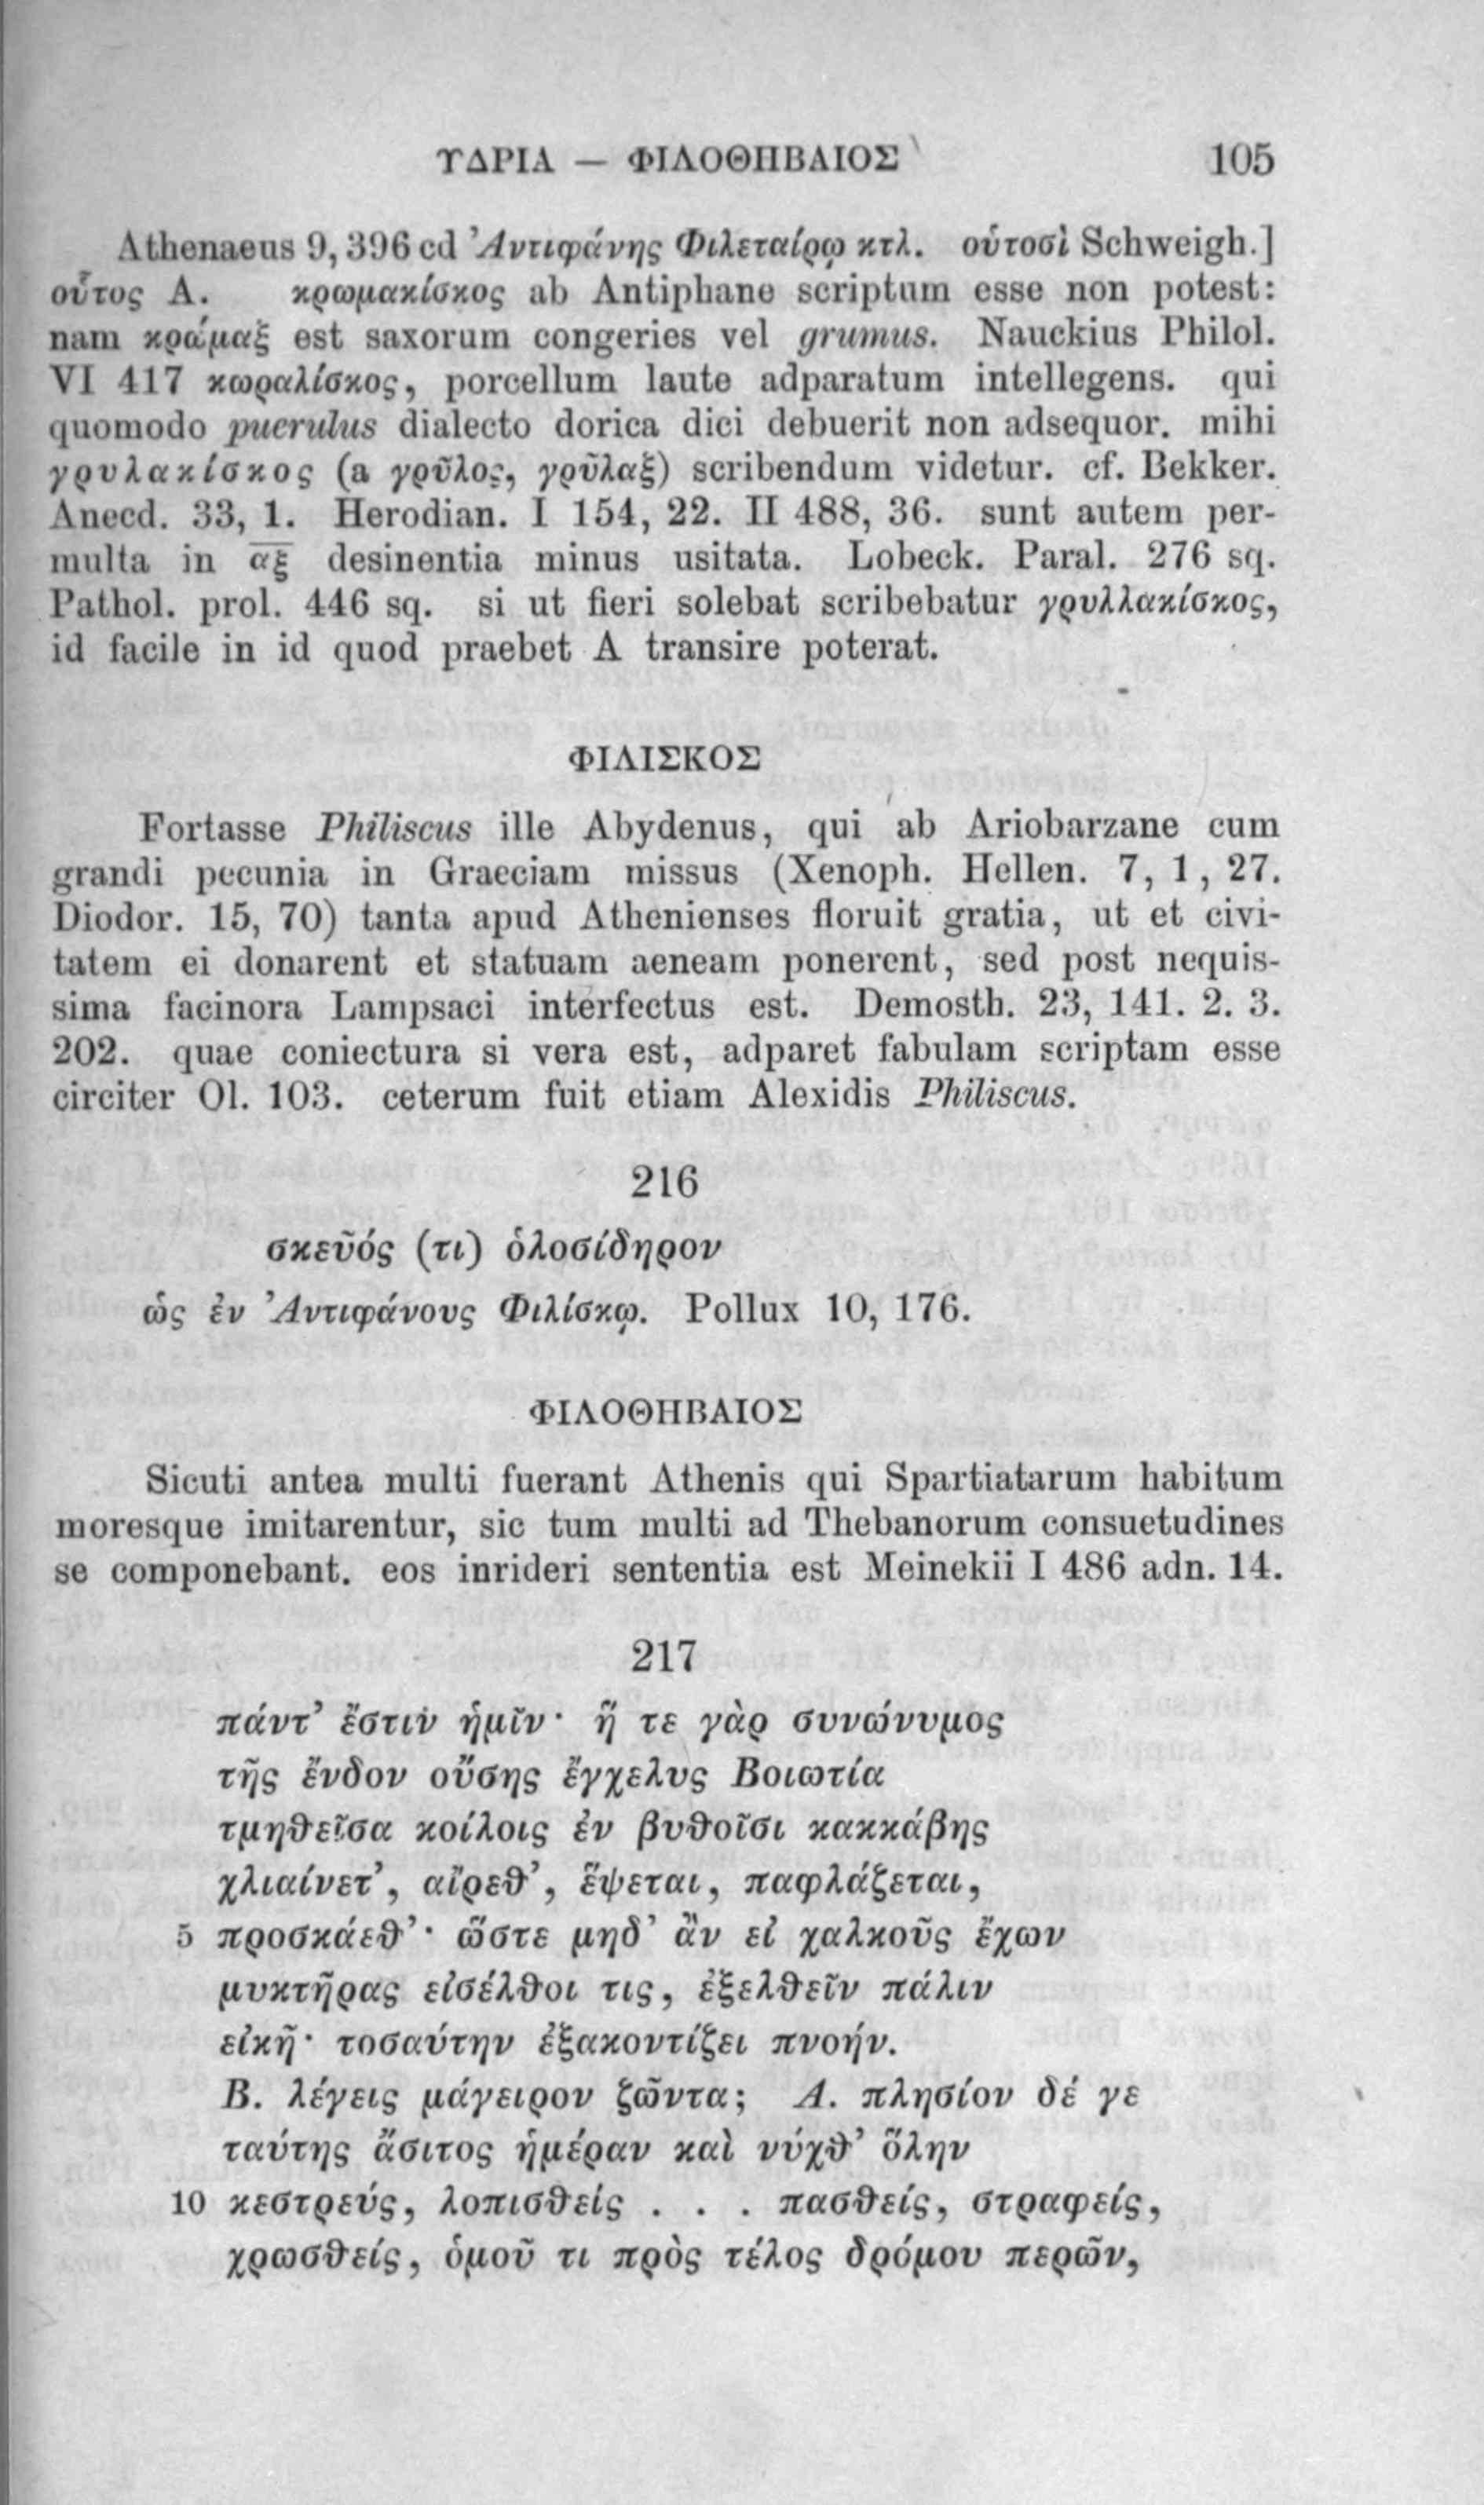 ΥΔΡΙΑ — ΦΙΛΟΘΗΒΑΙΟΣ 105
Athenaeus 9, 396 cd Ἀντιφάνης Φιλεταίρῳ κτλ. οὑτοσὶ Schweigh.]
οὗτος A. κρωμακίσκος ab Antiphane scriptum esse non potest:
nam κρώμαξ est saxorum congeries vel grumus. Nauckius Philol.
VI 417 κωραλίσκος, porcellum laute adparatum intellegens. qui
quomodo puerulus dialecto dorica dici debuerit non adsequor. mihi
γρυλακίσκος (a γρῦλος, γρῦλαξ) scribendum videtur. cf. Bekker.
Anecd. 33, 1. Herodian. I 154, 22. II 488, 36. sunt autem per-
multa in αξ desinentia minus usitata. Lobeck. Paral. 276 sq.
Pathol. prol. 446 sq. si ut fieri solebat scribebatur γρυλλακίσκος,
id facile in id quod praebet A transire poterat.
ΦΙΛΙΣΚΟΣ
Fortasse Philiscus ille Abydenus, qui ab Ariobarzane cum
grandi pecunia in Graeciam missus (Xenoph. Hellen. 7, 1, 27.
Diodor. 15, 70) tanta apud Athenienses floruit gratia, ut et civi-
tatem ei donarent et statuam aeneam ponerent, sed post nequis-
sima facinora Lampsaci interfectus est. Demosth. 23, 141. 2. 3.
202. quae coniectura si vera est, adparet fabulam scriptam esse
circiter Ol. 103. ceterum fuit etiam Alexidis Philiscus.
216
σκεῦός (τι) ὁλοσίδηρον
ὡς ἐν Ἀντιφάνους Φιλίσκῳ. Pollux 10, 176.
ΦΙΛΟΘΗΒΑΙΟΣ
Sicuti antea multi fuerant Athenis qui Spartiatarum habitum
moresque imitarentur, sic tum multi ad Thebanorum consuetudines
se componebant. eos inrideri sententia est Meinekii I 486 adn. 14.
217
πάντ' ἔστιν ἡμῖν· ἥ τε γὰρ συνώνυμος
τῆς ἔνδον οὔσης ἔγχελυς Βοιωτία
τμηθεῖσα κοίλοις ἐν βυθοῖσι κακκάβης
χλιαίνετ', αἴρεθ', ἕψεται, παφλάζεται,
5 προσκάεθ'· ὥστε μηδ' ἂν εἰ χαλκοῦς ἔχων
μυκτῆρας εἰσέλθοι τις, ἐξελθεῖν πάλιν
εἰκῆ· τοσαύτην ἐξακοντίζει πνοήν.
Β. λέγεις μάγειρον ζῶντα; Α. πλησίον δέ γε
ταύτης ἄσιτος ἡμέραν καὶ νύχθ' ὅλην
10 κεστρεύς, λοπισθείς . . . πασθείς, στραφείς,
χρωσθείς, ὁμοῦ τι πρὸς τέλος δρόμου περῶν,